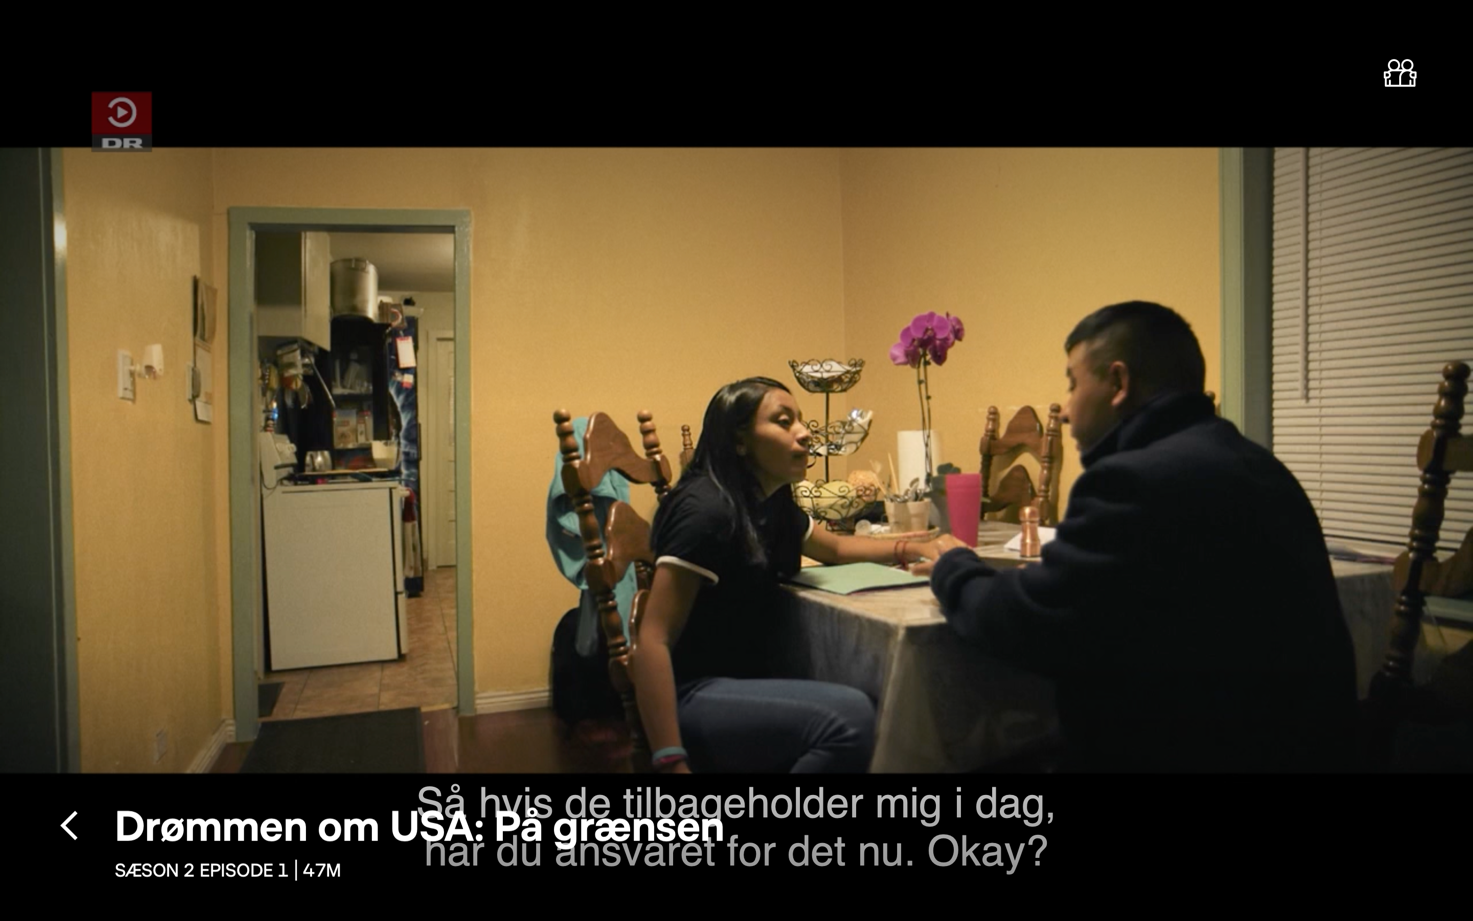 DR
Så hvis de tilbageholder mig i dag,
Drømmen om USA: På grænsen
har du ansvaret for det nu. Okay?
SÆSON 2 EPISODE 1 | 47M